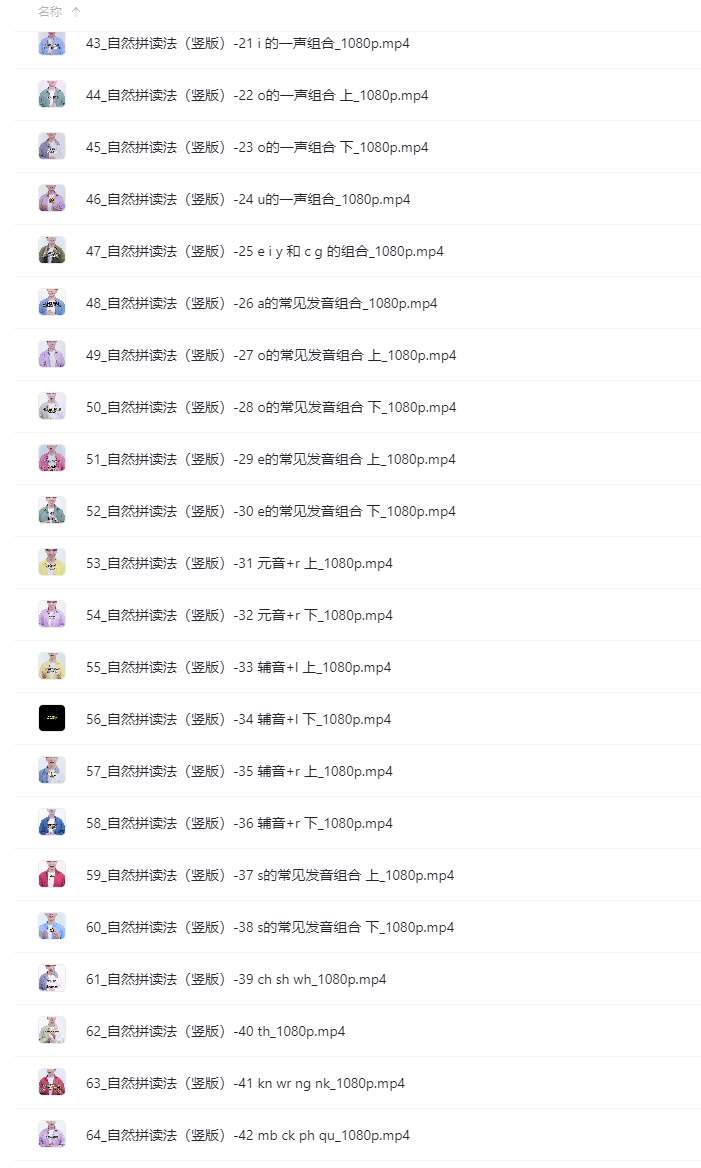 名称 ↑
43_自然拼读法（竖版）-21 i 的一声组合_1080p.mp4
44_自然拼读法（竖版）-22 o的一声组合 上_1080p.mp4
45_自然拼读法（竖版）-23 o的一声组合 下_1080p.mp4
46_自然拼读法（竖版）-24 u的一声组合_1080p.mp4
47_自然拼读法（竖版）-25 e i y 和 c g 的组合_1080p.mp4
48_自然拼读法（竖版）-26 a的常见发音组合_1080p.mp4
49_自然拼读法（竖版）-27 o的常见发音组合 上_1080p.mp4
50_自然拼读法（竖版）-28 o的常见发音组合 下_1080p.mp4
51_自然拼读法（竖版）-29 e的常见发音组合 上_1080p.mp4
52_自然拼读法（竖版）-30 e的常见发音组合 下_1080p.mp4
53_自然拼读法（竖版）-31 元音+r 上_1080p.mp4
54_自然拼读法（竖版）-32 元音+r 下_1080p.mp4
55_自然拼读法（竖版）-33 辅音+l 上_1080p.mp4
56_自然拼读法（竖版）-34 辅音+l 下_1080p.mp4
57_自然拼读法（竖版）-35 辅音+r 上_1080p.mp4
58_自然拼读法（竖版）-36 辅音+r 下_1080p.mp4
59_自然拼读法（竖版）-37 s的常见发音组合 上_1080p.mp4
60_自然拼读法（竖版）-38 s的常见发音组合 下_1080p.mp4
61_自然拼读法（竖版）-39 ch sh wh_1080p.mp4
62_自然拼读法（竖版）-40 th_1080p.mp4
63_自然拼读法（竖版）-41 kn wr ng nk_1080p.mp4
64_自然拼读法（竖版）-42 mb ck ph qu_1080p.mp4